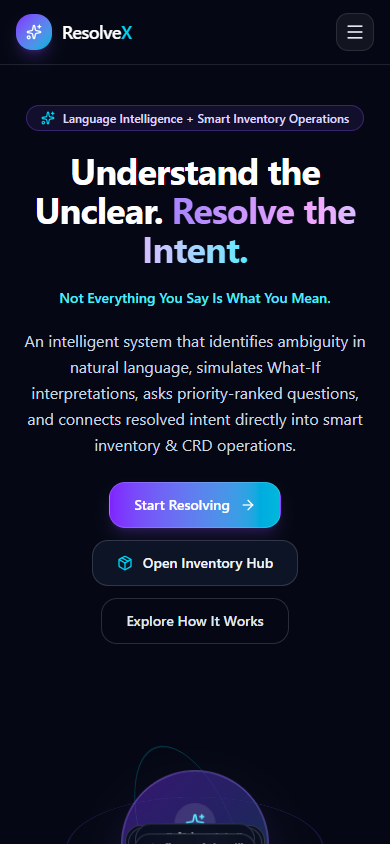 ResolveX
Language Intelligence + Smart Inventory Operations
Understand the
Unclear. Resolve the
Intent.
Not Everything You Say Is What You Mean.
An intelligent system that identifies ambiguity in
natural language, simulates What-If
interpretations, asks priority-ranked questions,
and connects resolved intent directly into smart
inventory & CRD operations.
Start Resolving
Open Inventory Hub
Explore How It Works